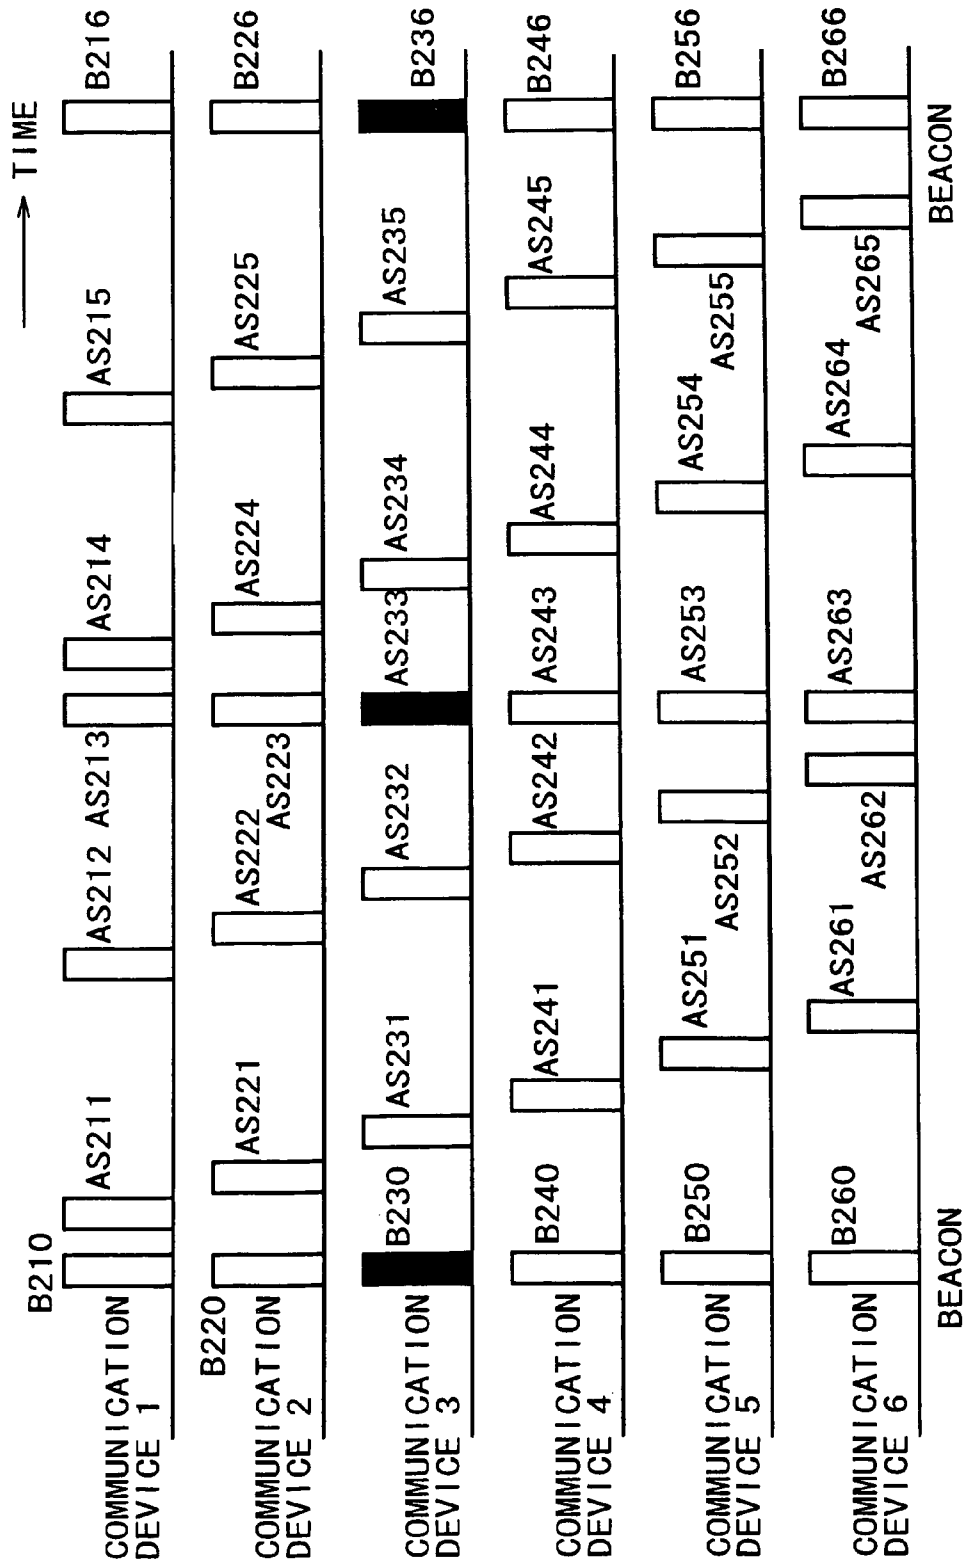 TIME
COMMUNICATION
DEVICE 1
B210
AS211
AS212
AS213
AS214
AS215
B216
COMMUNICATION
DEVICE 2
B220
AS221
AS222
AS223
AS224
AS225
B226
COMMUNICATION
DEVICE 3
B230
AS231
AS232
AS233
AS234
AS235
B236
COMMUNICATION
DEVICE 4
B240
AS241
AS242
AS243
AS244
AS245
B246
COMMUNICATION
DEVICE 5
B250
AS251
AS252
AS253
AS254
AS255
B256
COMMUNICATION
DEVICE 6
B260
AS261
AS262
AS263
AS264
AS265
B266
BEACON
BEACON